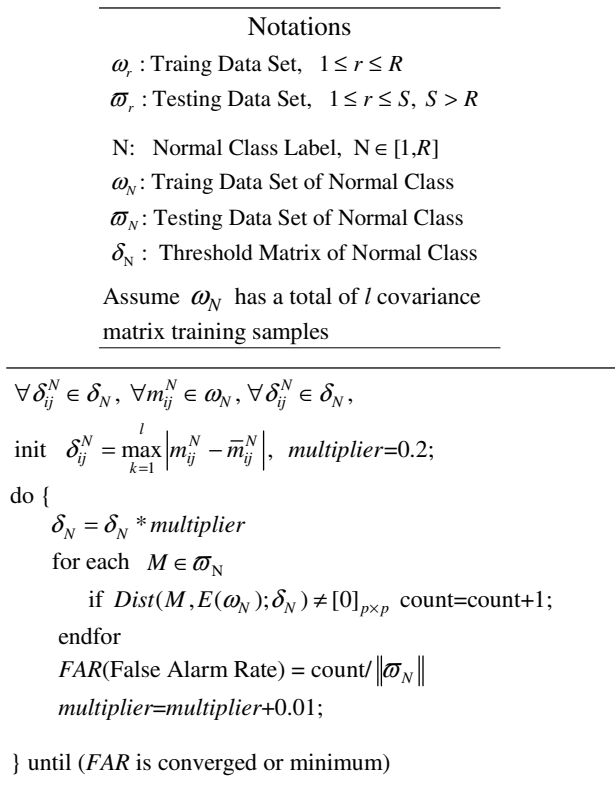 Notations
ω_r : Traing Data Set, 1 ≤ r ≤ R
ϖ_r : Testing Data Set, 1 ≤ r ≤ S, S > R
N: Normal Class Label, N ∈ [1,R]
ω_N : Traing Data Set of Normal Class
ϖ_N : Testing Data Set of Normal Class
δ_N : Threshold Matrix of Normal Class
Assume ω_N has a total of l covariance
matrix training samples
∀δ_ij^N ∈ δ_N, ∀m_ij^N ∈ ω_N, ∀δ_ij^N ∈ δ_N,
init δ_ij^N = max_{k=1}^{l} |m_ij^N − m̅_ij^N|, multiplier=0.2;
do {
δ_N = δ_N * multiplier
for each M ∈ ϖ_N
if Dist(M, E(ω_N); δ_N) ≠ [0]_{p×p} count=count+1;
endfor
FAR(False Alarm Rate) = count/‖ϖ_N‖
multiplier=multiplier+0.01;
} until (FAR is converged or minimum)